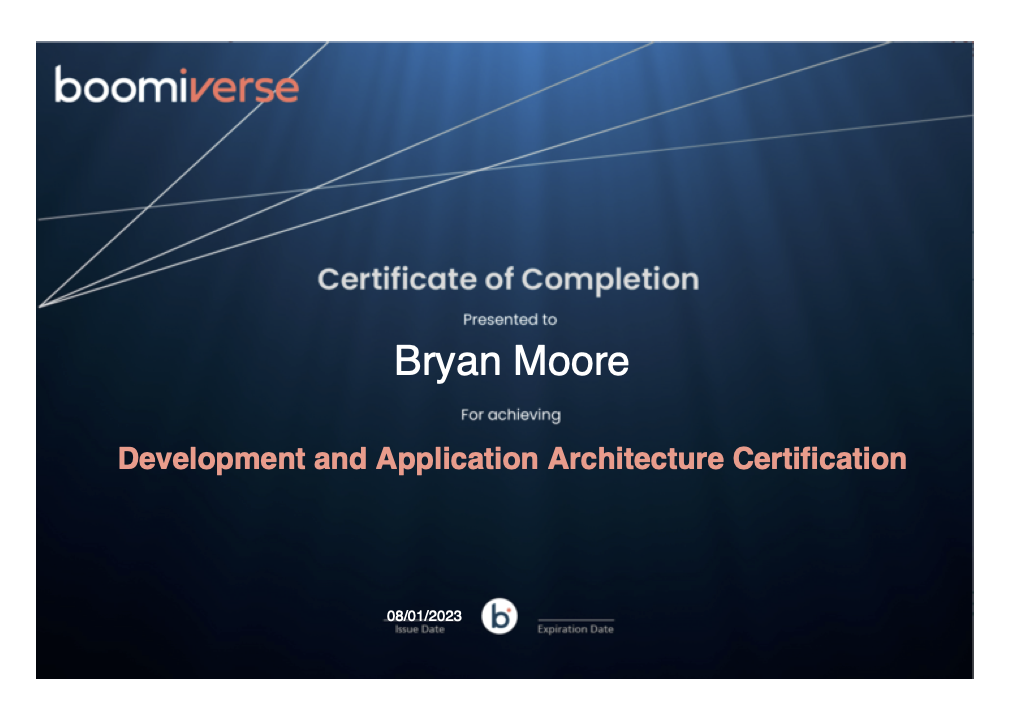 boomiverse
Certificate of Completion
Presented to
Bryan Moore
For achieving
Development and Application Architecture Certification
08/01/2023
Issue Date
b
Expiration Date